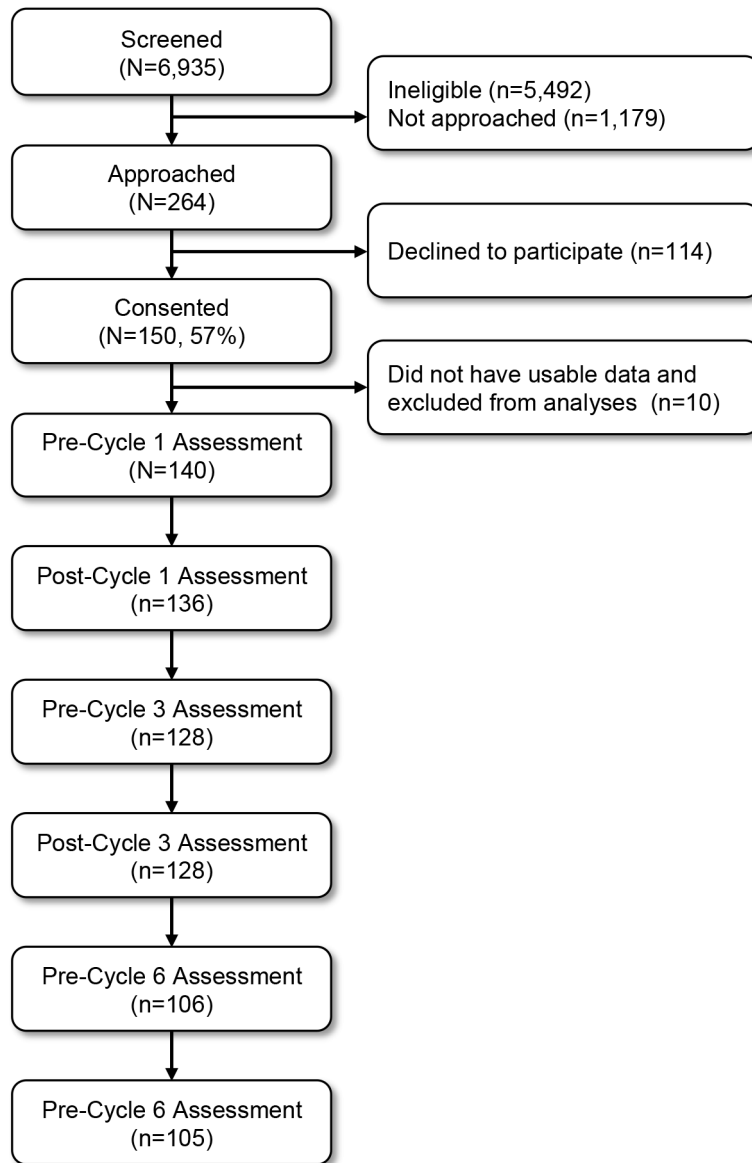 Screened
(N=6,935)
Ineligible (n=5,492)
Not approached (n=1,179)
Approached
(N=264)
Declined to participate (n=114)
Consented
(N=150, 57%)
Did not have usable data and
excluded from analyses  (n=10)
Pre-Cycle 1 Assessment
(N=140)
Post-Cycle 1 Assessment
(n=136)
Pre-Cycle 3 Assessment
(n=128)
Post-Cycle 3 Assessment
(n=128)
Pre-Cycle 6 Assessment
(n=106)
Pre-Cycle 6 Assessment
(n=105)